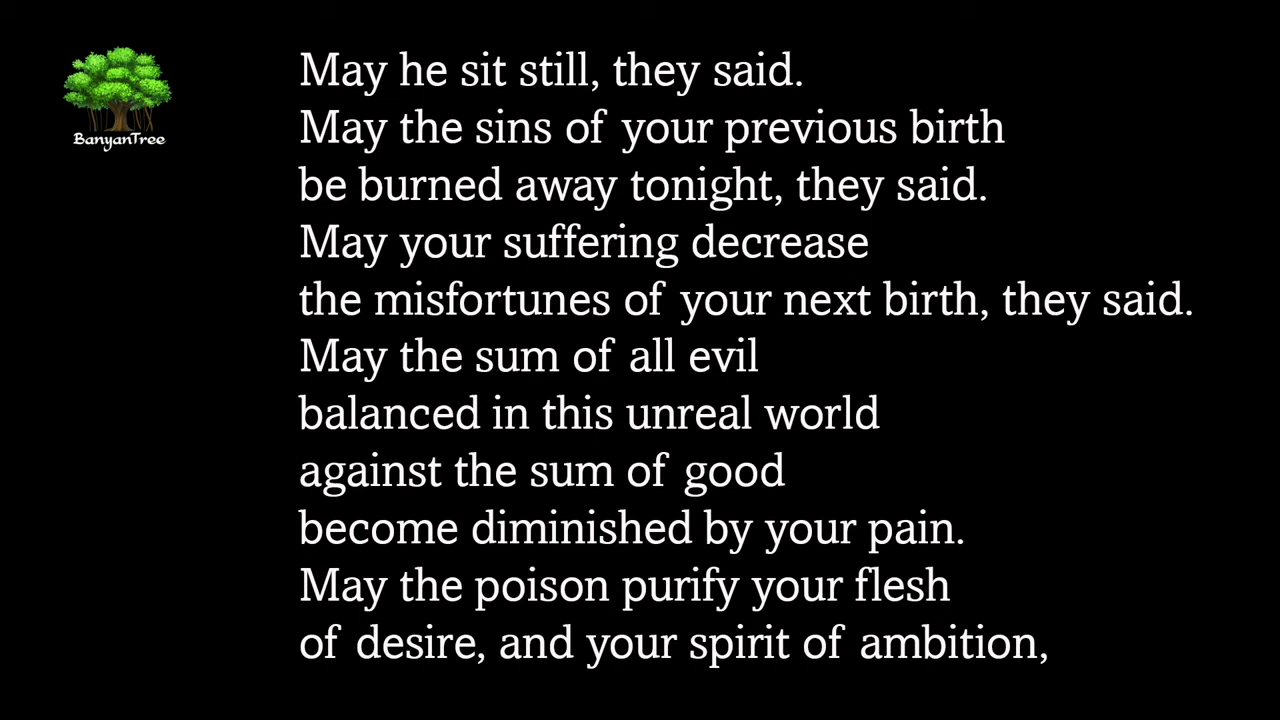 BanyanTree
May he sit still, they said.
May the sins of your previous birth
be burned away tonight, they said.
May your suffering decrease
the misfortunes of your next birth, they said.
May the sum of all evil
balanced in this unreal world
against the sum of good
become diminished by your pain.
May the poison purify your flesh
of desire, and your spirit of ambition,